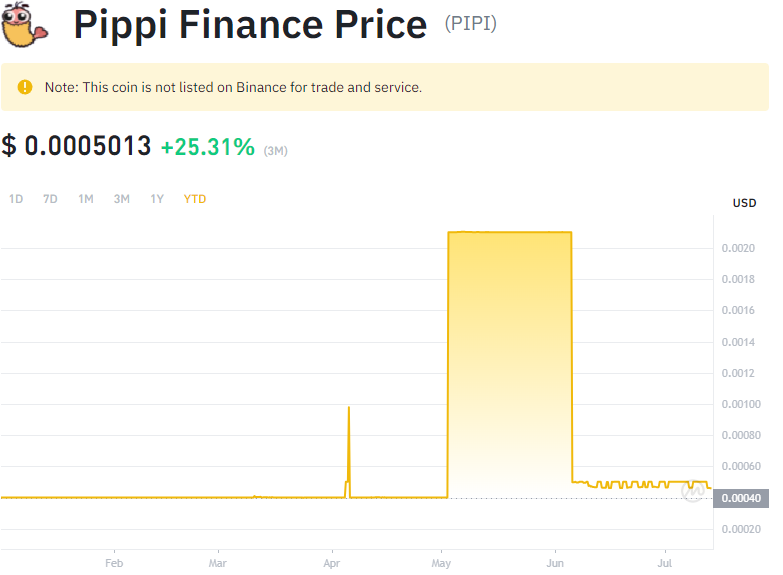 Pippi Finance Price (PIPI)
Note: This coin is not listed on Binance for trade and service.
$ 0.0005013 +25.31% (3M)
1D 7D 1M 3M 1Y YTD
USD
0.0020
0.0018
0.0016
0.0014
0.0012
0.00100
0.00080
0.00060
0.00040
0.00020
Feb Mar Apr May Jun Jul